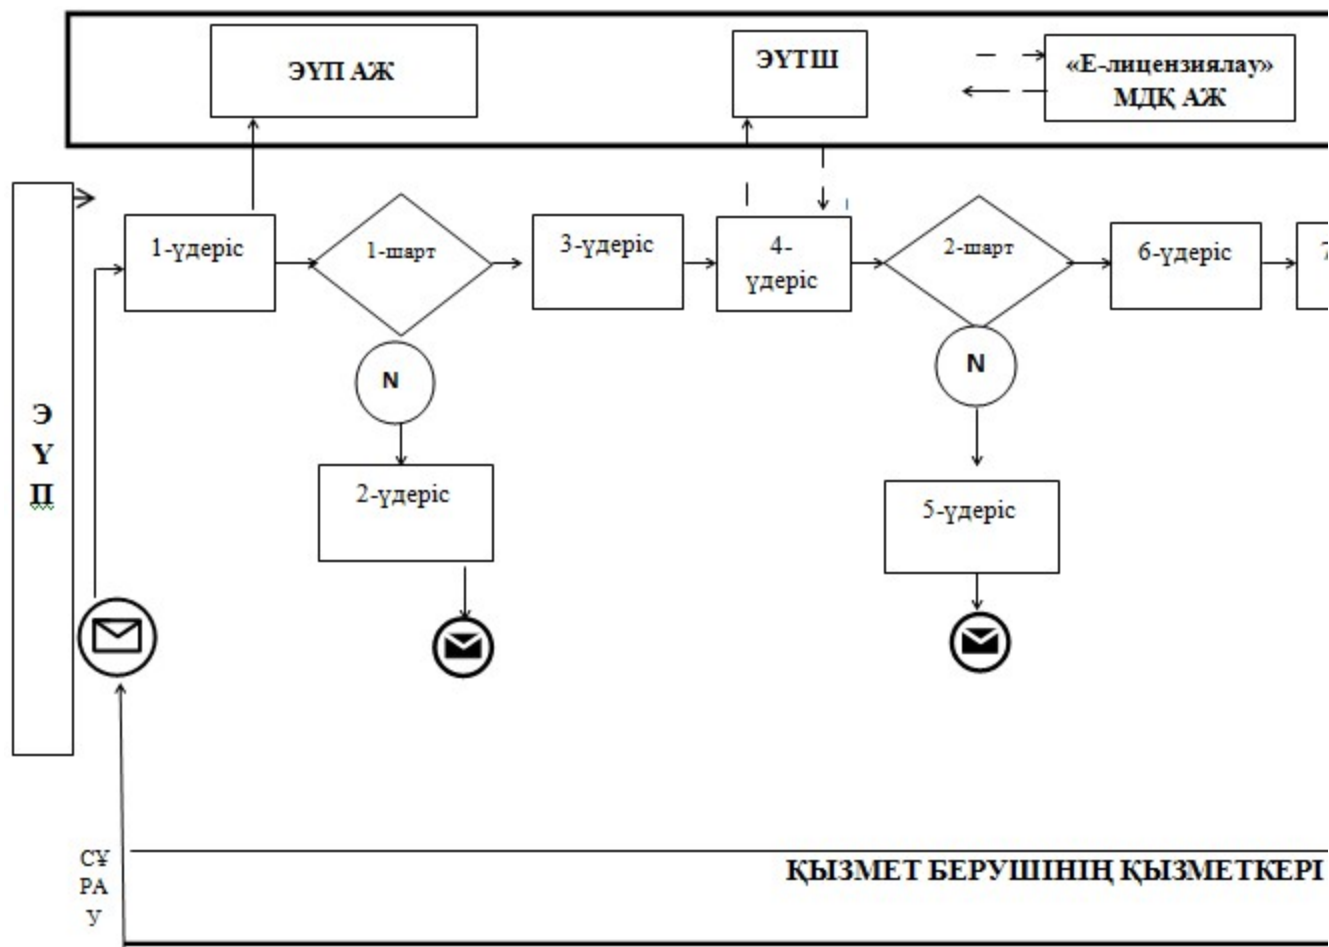 ЭҮП АЖ
ЭҮТШ
«Е-лицензиялау»
МДҚ АЖ
1-үдеріс
1-шарт
3-үдеріс
4-
үдеріс
2-шарт
6-үдеріс
7
N
N
2-үдеріс
5-үдеріс
Э
Ү
П
СҰ
РА
У
ҚЫЗМЕТ БЕРУШІНІҢ ҚЫЗМЕТКЕРІ